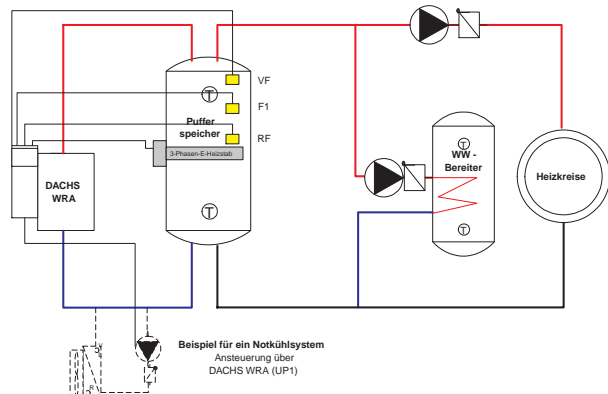 VF
T
F1
Puffer
speicher
RF
3-Phasen-E-Heizstab
T
DACHS
WRA
T
WW -
Bereiter
T
Heizkreise
Beispiel für ein Notkühlsystem
Ansteuerung über
DACHS WRA (UP1)
V
R